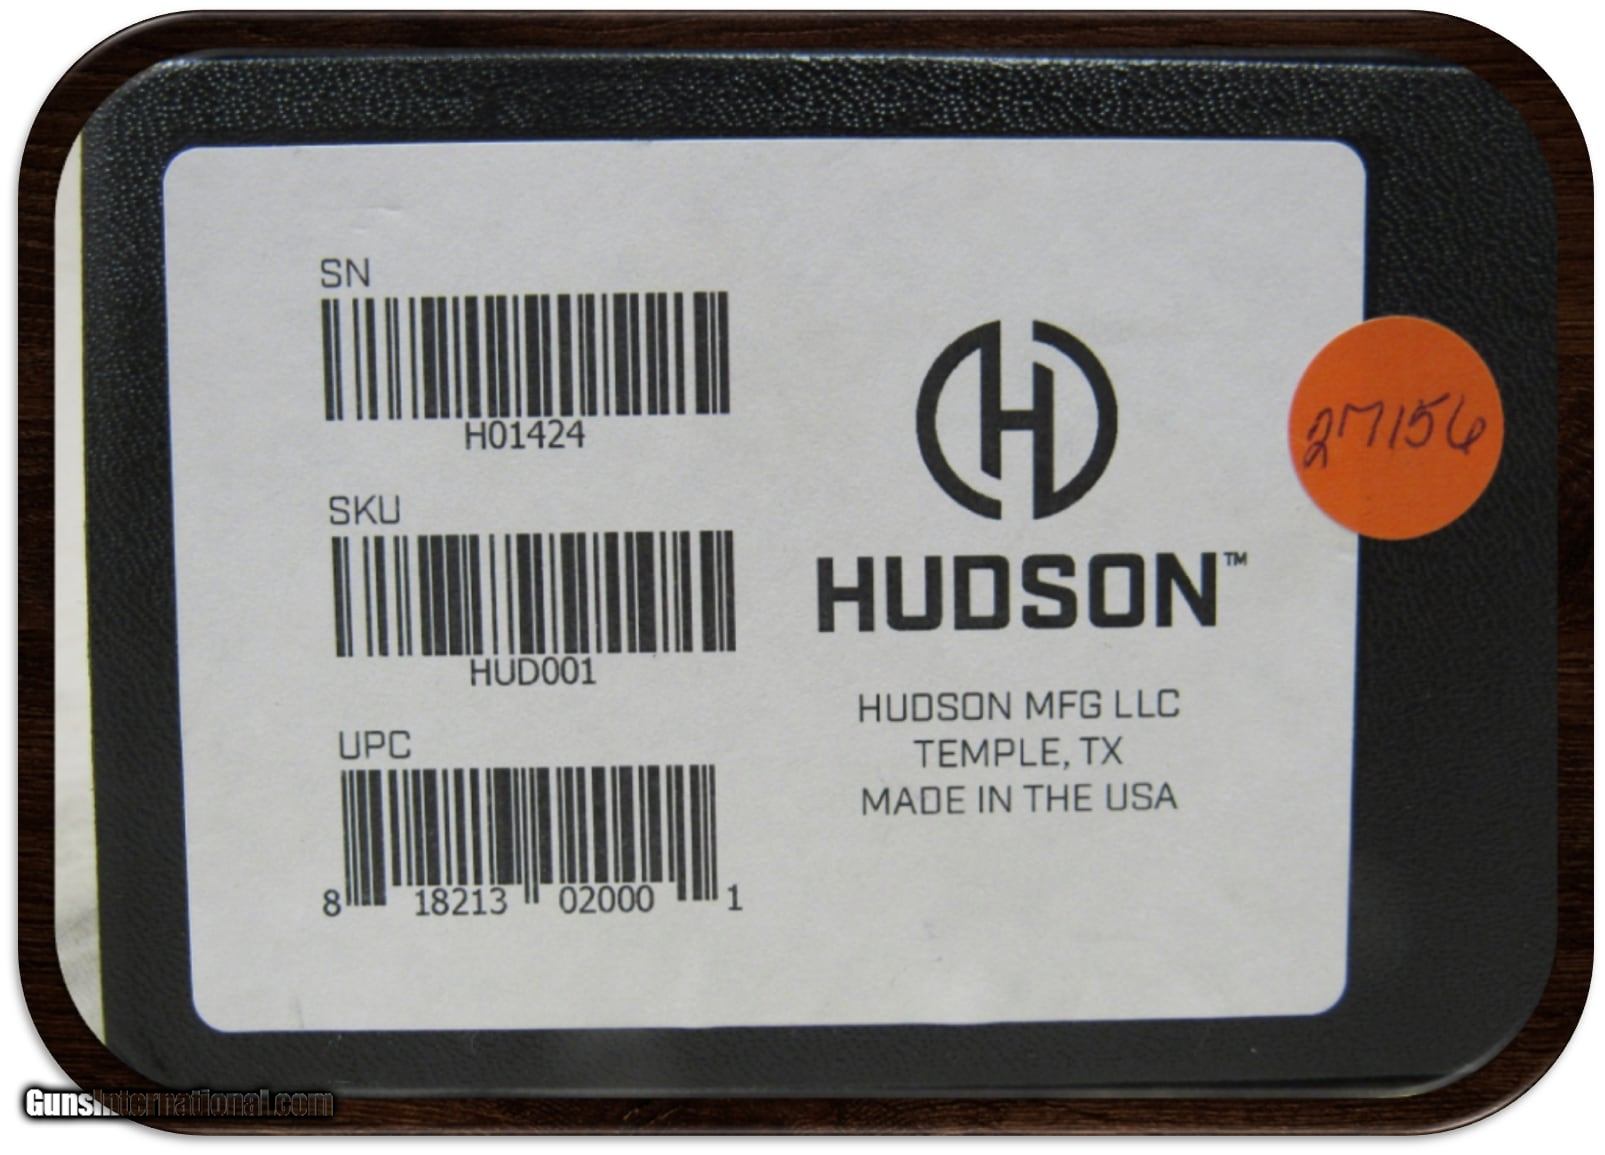 SN
H01424
SKU
HUD001
UPC
8 18213 02000 1
HUDSON™
HUDSON MFG LLC
TEMPLE, TX
MADE IN THE USA
27156
GunsInternational.com